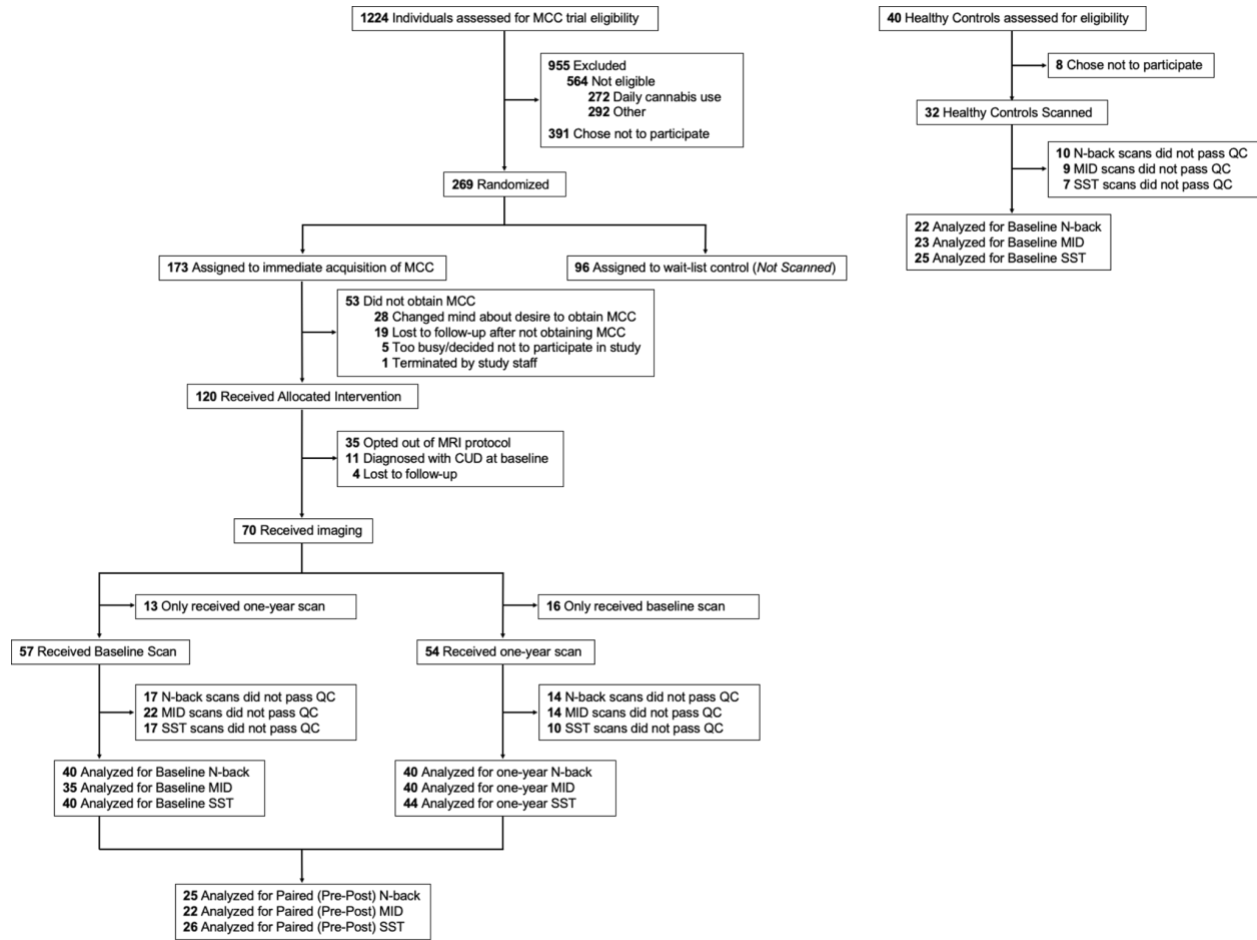 1224 Individuals assessed for MCC trial eligibility
955 Excluded
564 Not eligible
272 Daily cannabis use
292 Other
391 Chose not to participate
269 Randomized
173 Assigned to immediate acquisition of MCC
96 Assigned to wait-list control (Not Scanned)
53 Did not obtain MCC
28 Changed mind about desire to obtain MCC
19 Lost to follow-up after not obtaining MCC
5 Too busy/decided not to participate in study
1 Terminated by study staff
120 Received Allocated Intervention
35 Opted out of MRI protocol
11 Diagnosed with CUD at baseline
4 Lost to follow-up
70 Received imaging
13 Only received one-year scan
16 Only received baseline scan
57 Received Baseline Scan
54 Received one-year scan
17 N-back scans did not pass QC
22 MID scans did not pass QC
17 SST scans did not pass QC
14 N-back scans did not pass QC
14 MID scans did not pass QC
10 SST scans did not pass QC
40 Analyzed for Baseline N-back
35 Analyzed for Baseline MID
40 Analyzed for Baseline SST
40 Analyzed for one-year N-back
40 Analyzed for one-year MID
44 Analyzed for one-year SST
25 Analyzed for Paired (Pre-Post) N-back
22 Analyzed for Paired (Pre-Post) MID
26 Analyzed for Paired (Pre-Post) SST
40 Healthy Controls assessed for eligibility
8 Chose not to participate
32 Healthy Controls Scanned
10 N-back scans did not pass QC
9 MID scans did not pass QC
7 SST scans did not pass QC
22 Analyzed for Baseline N-back
23 Analyzed for Baseline MID
25 Analyzed for Baseline SST